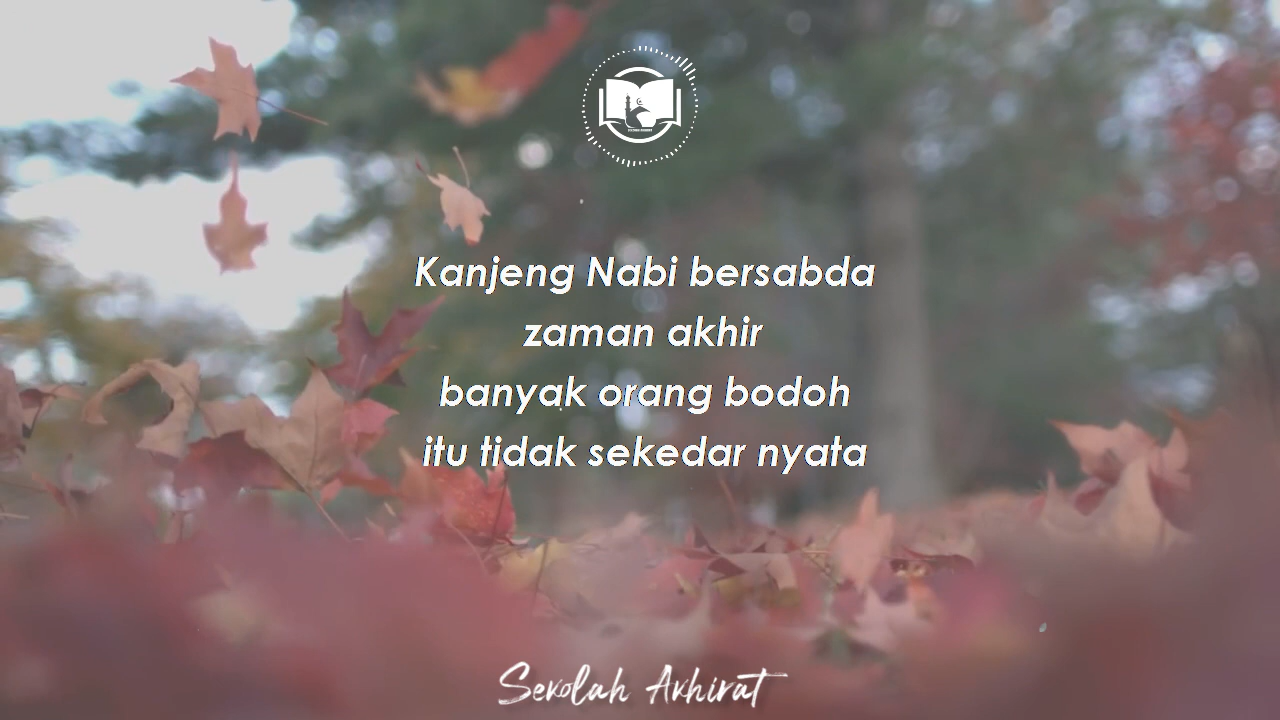 Kanjeng Nabi bersabda
zaman akhir
banyak orang bodoh
itu tidak sekedar nyata
Sekolah Akhirat